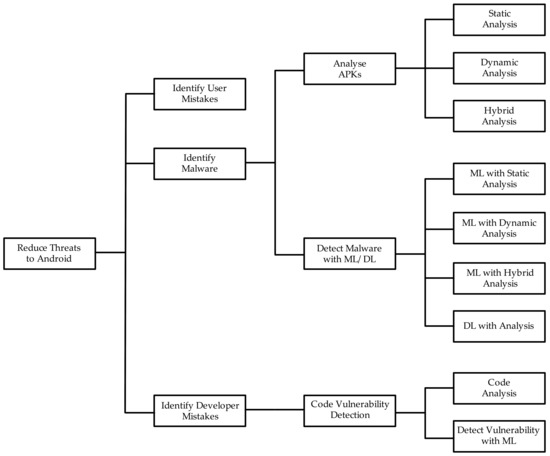 Static
Analysis
Analyse
APKs
Dynamic
Analysis
Identify User
Mistakes
Hybrid
Analysis
Identify
Malware
ML with Static
Analysis
ML with Dynamic
Analysis
Reduce Threats
to Android
Detect Malware
with ML/ DL
ML with Hybrid
Analysis
DL with Analysis
Code
Analysis
Identify Developer
Mistakes
Code Vulnerability
Detection
Detect Vulnerability
with ML